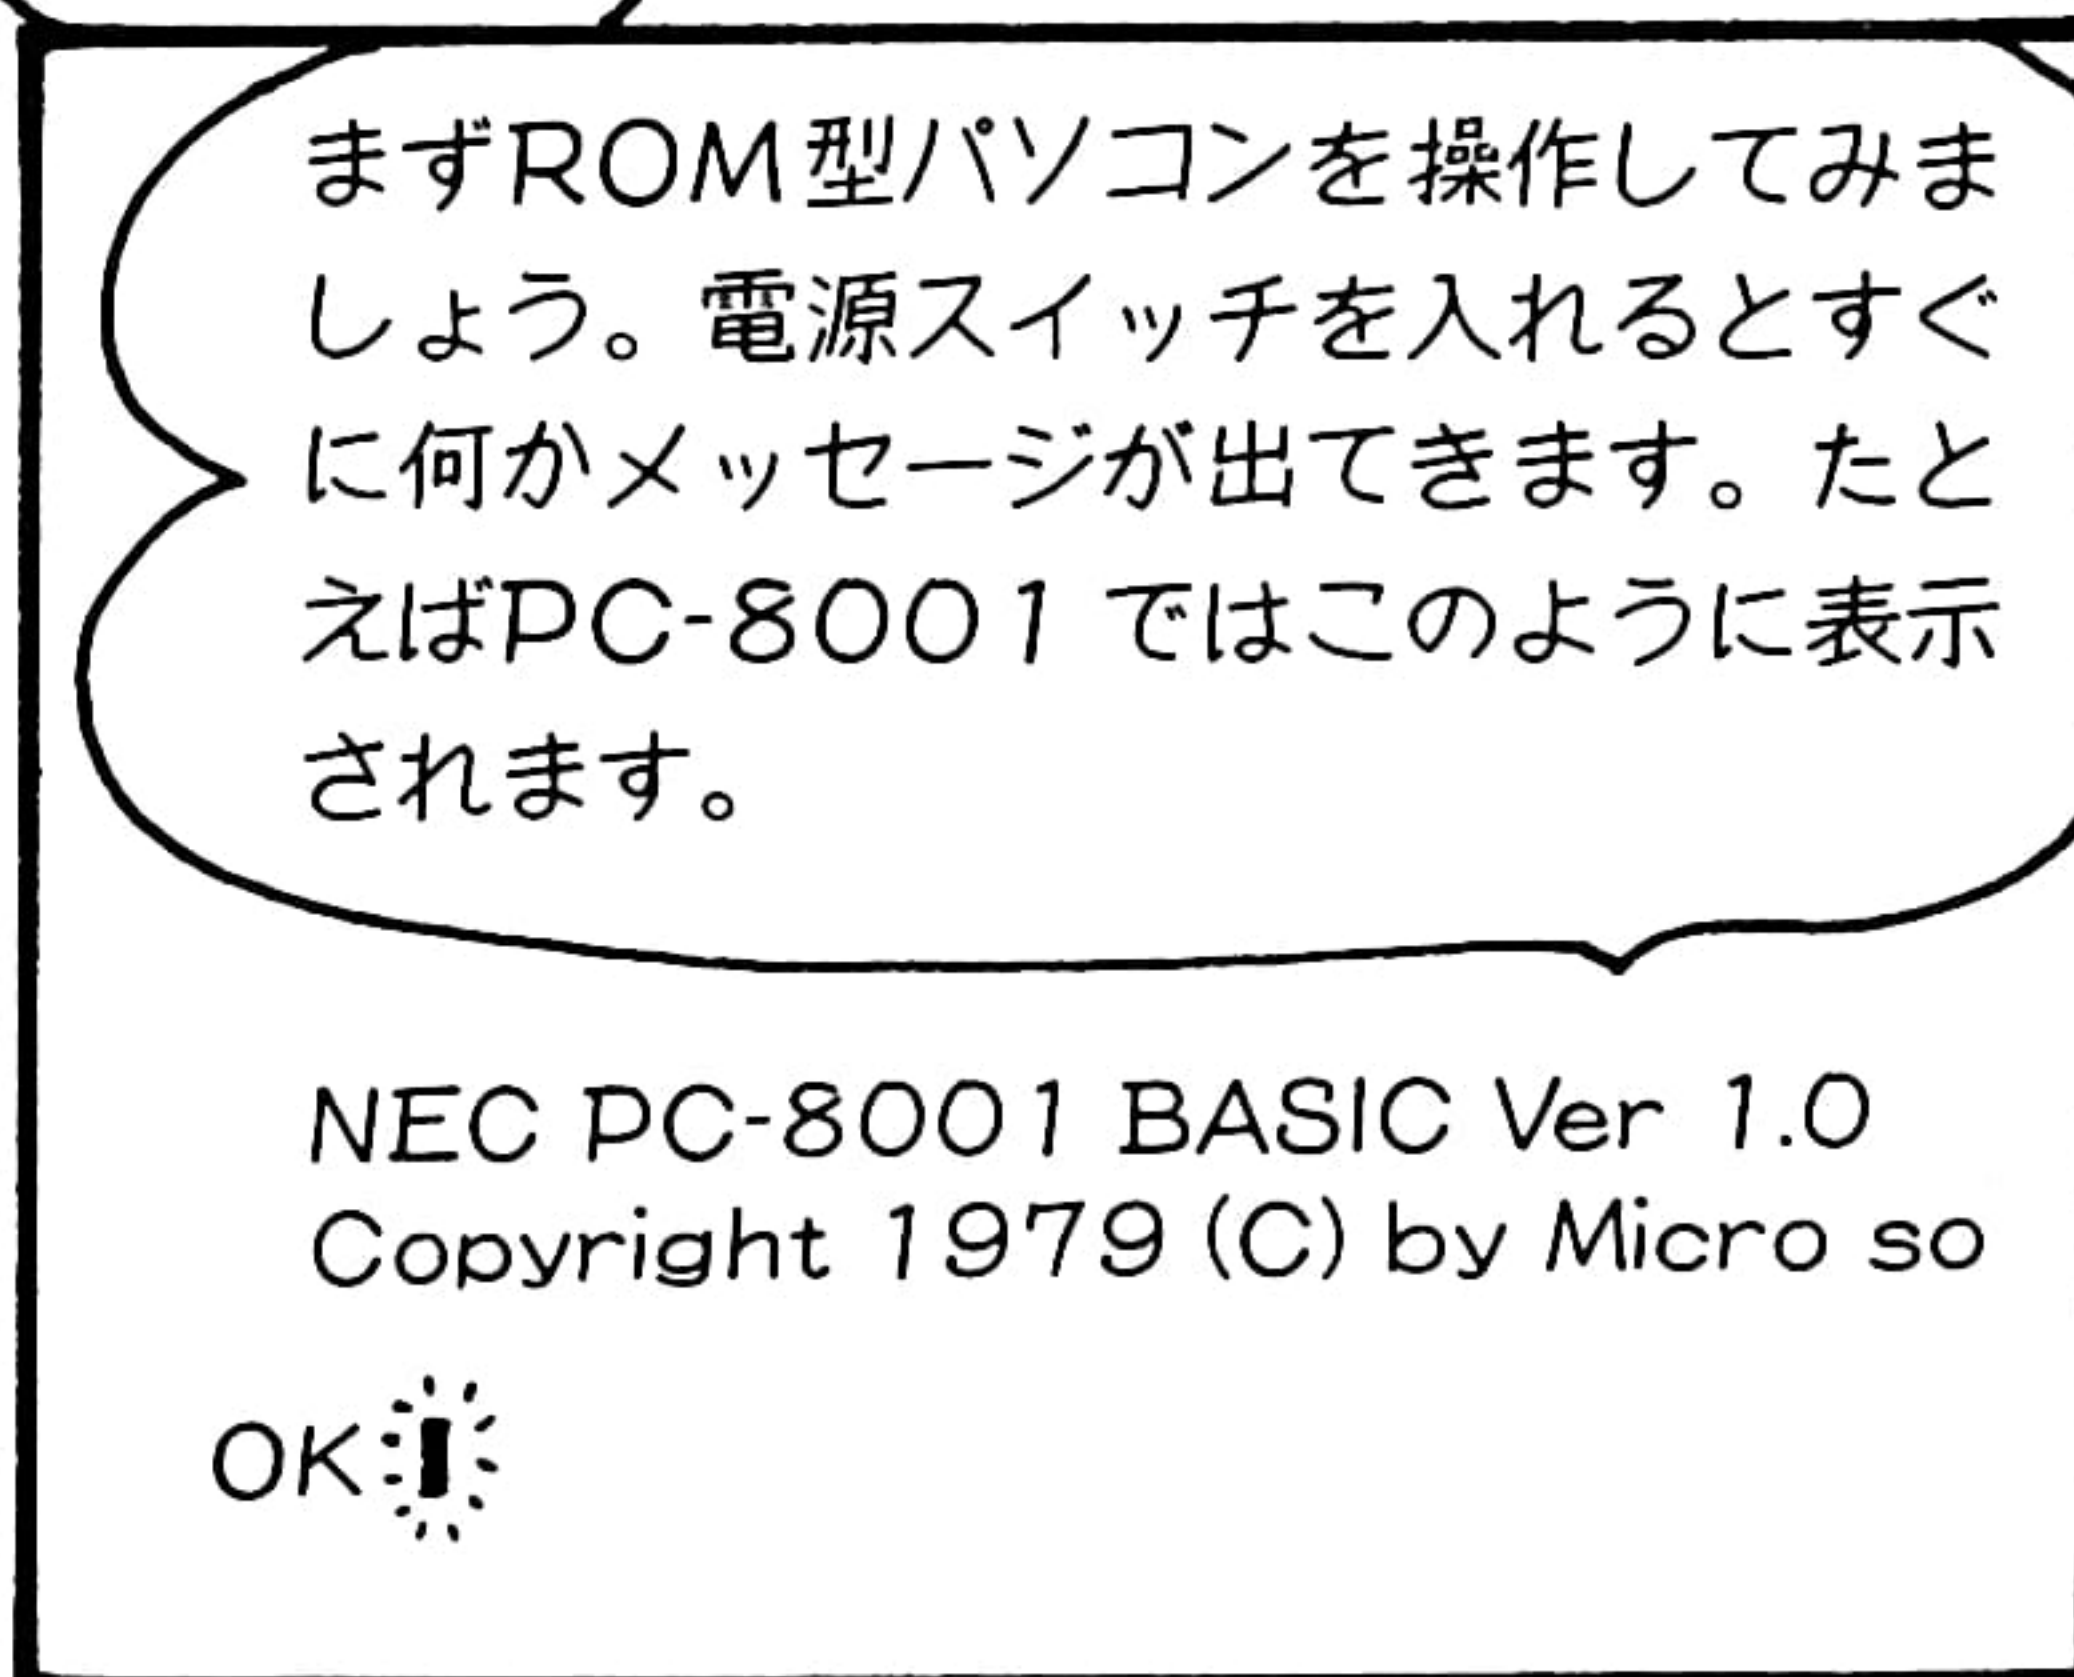 まずROM型パソコンを操作してみま
しょう。電源スイッチを入れるとすぐ
に何かメッセージが出てきます。たと
えばPC-8001ではこのように表示
されます。
NEC PC-8001 BASIC Ver 1.0
Copyright 1979 (C) by Micro so
OK